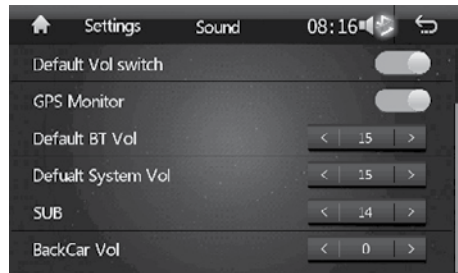 Settings Sound 08:16
Default Vol switch
GPS Monitor
Default BT Vol < 15 >
Defualt System Vol < 15 >
SUB < 14 >
BackCar Vol < 0 >